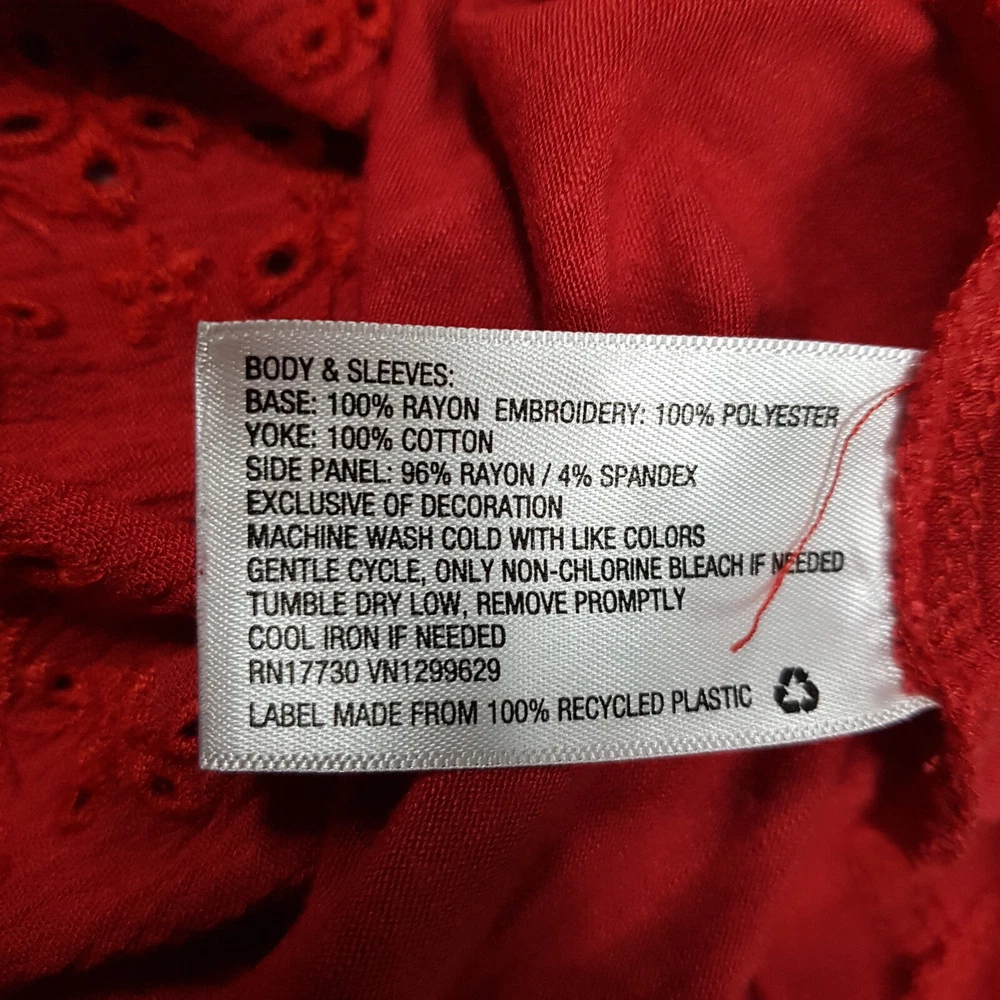 BODY & SLEEVES:
BASE: 100% RAYON EMBROIDERY: 100% POLYESTER
YOKE: 100% COTTON
SIDE PANEL: 96% RAYON / 4% SPANDEX
EXCLUSIVE OF DECORATION
MACHINE WASH COLD WITH LIKE COLORS
GENTLE CYCLE, ONLY NON-CHLORINE BLEACH IF NEEDED
TUMBLE DRY LOW, REMOVE PROMPTLY
COOL IRON IF NEEDED
RN17730 VN1299629
LABEL MADE FROM 100% RECYCLED PLASTIC